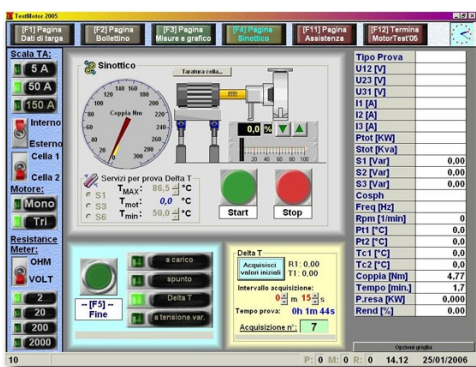 TestMotor 2005
[F1] Pagina Dati di targa
[F2] Pagina Bollettino
[F3] Pagina Misure e grafico
[F4] Pagina Sinottico
[F11] Pagina Assistenza
[F12] Termina MotorTest'05
Scala TA:
5 A
50 A
150 A
Interno
Esterno
Cella 1
Cella 2
Motore:
Mono
Tri
Resistance Meter:
OHM
VOLT
2
20
200
2000
Sinottico
Taratura cella...
Coppia Nm
0,0 %
20 40 60 80 100
Servizi per prova Delta T
S1
S3
S6
TMAX: 86,5 °C
Tmot: 0,0 °C
Tmin: 50,0 °C
Start
Stop
-- [F5] -- Fine
a carico
spunto
Delta T
a tensione var.
Delta T
Acquisisci valori iniziali
R1: 0,00
T1: 0,00
Intervallo acquisizione:
0 m 15 s
Tempo prova: 0h 1m 44s
Acquisizione n°: 7
Tipo Prova
U12 [V]
U23 [V]
U31 [V]
I1 [A]
I2 [A]
I3 [A]
Ptot [KW]
Stot [Kva]
S1 [Var] 0,00
S2 [Var] 0,00
S3 [Var] 0,00
Cosph
Freq [Hz]
Rpm [1/min] 0
Pt1 [°C] 0,0
Pt2 [°C] 0,0
Tc1 [°C] 0,0
Tc2 [°C] 0,0
Coppia [Nm] 4,77
Tempo [min.] 1,7
P.resa [KW] 0,000
Rend [%] 0,00
Opzioni griglia
10
P: 0 M: 0 R: 0 14.12 25/01/2006